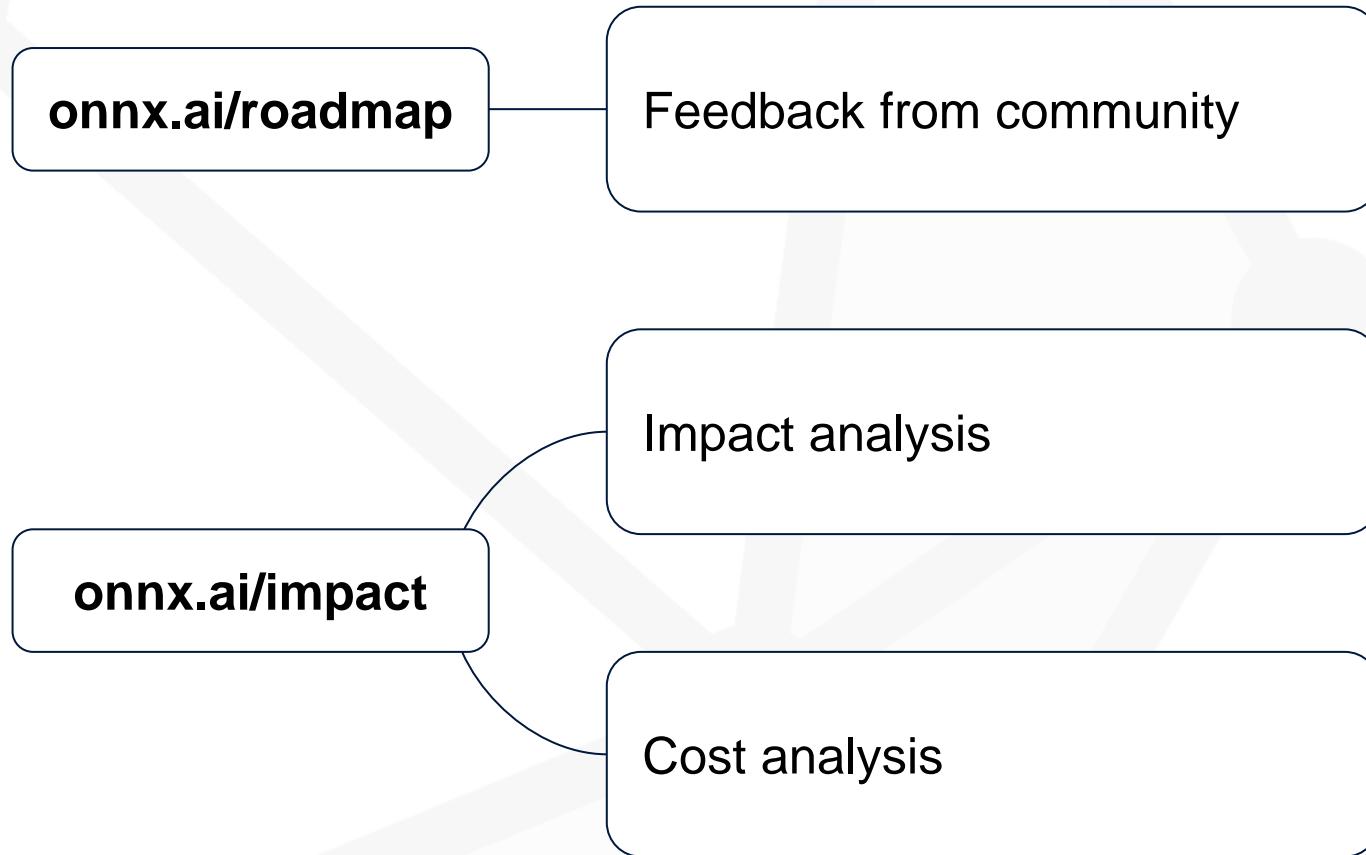 onnx.ai/roadmap
Feedback from community
Impact analysis
onnx.ai/impact
Cost analysis